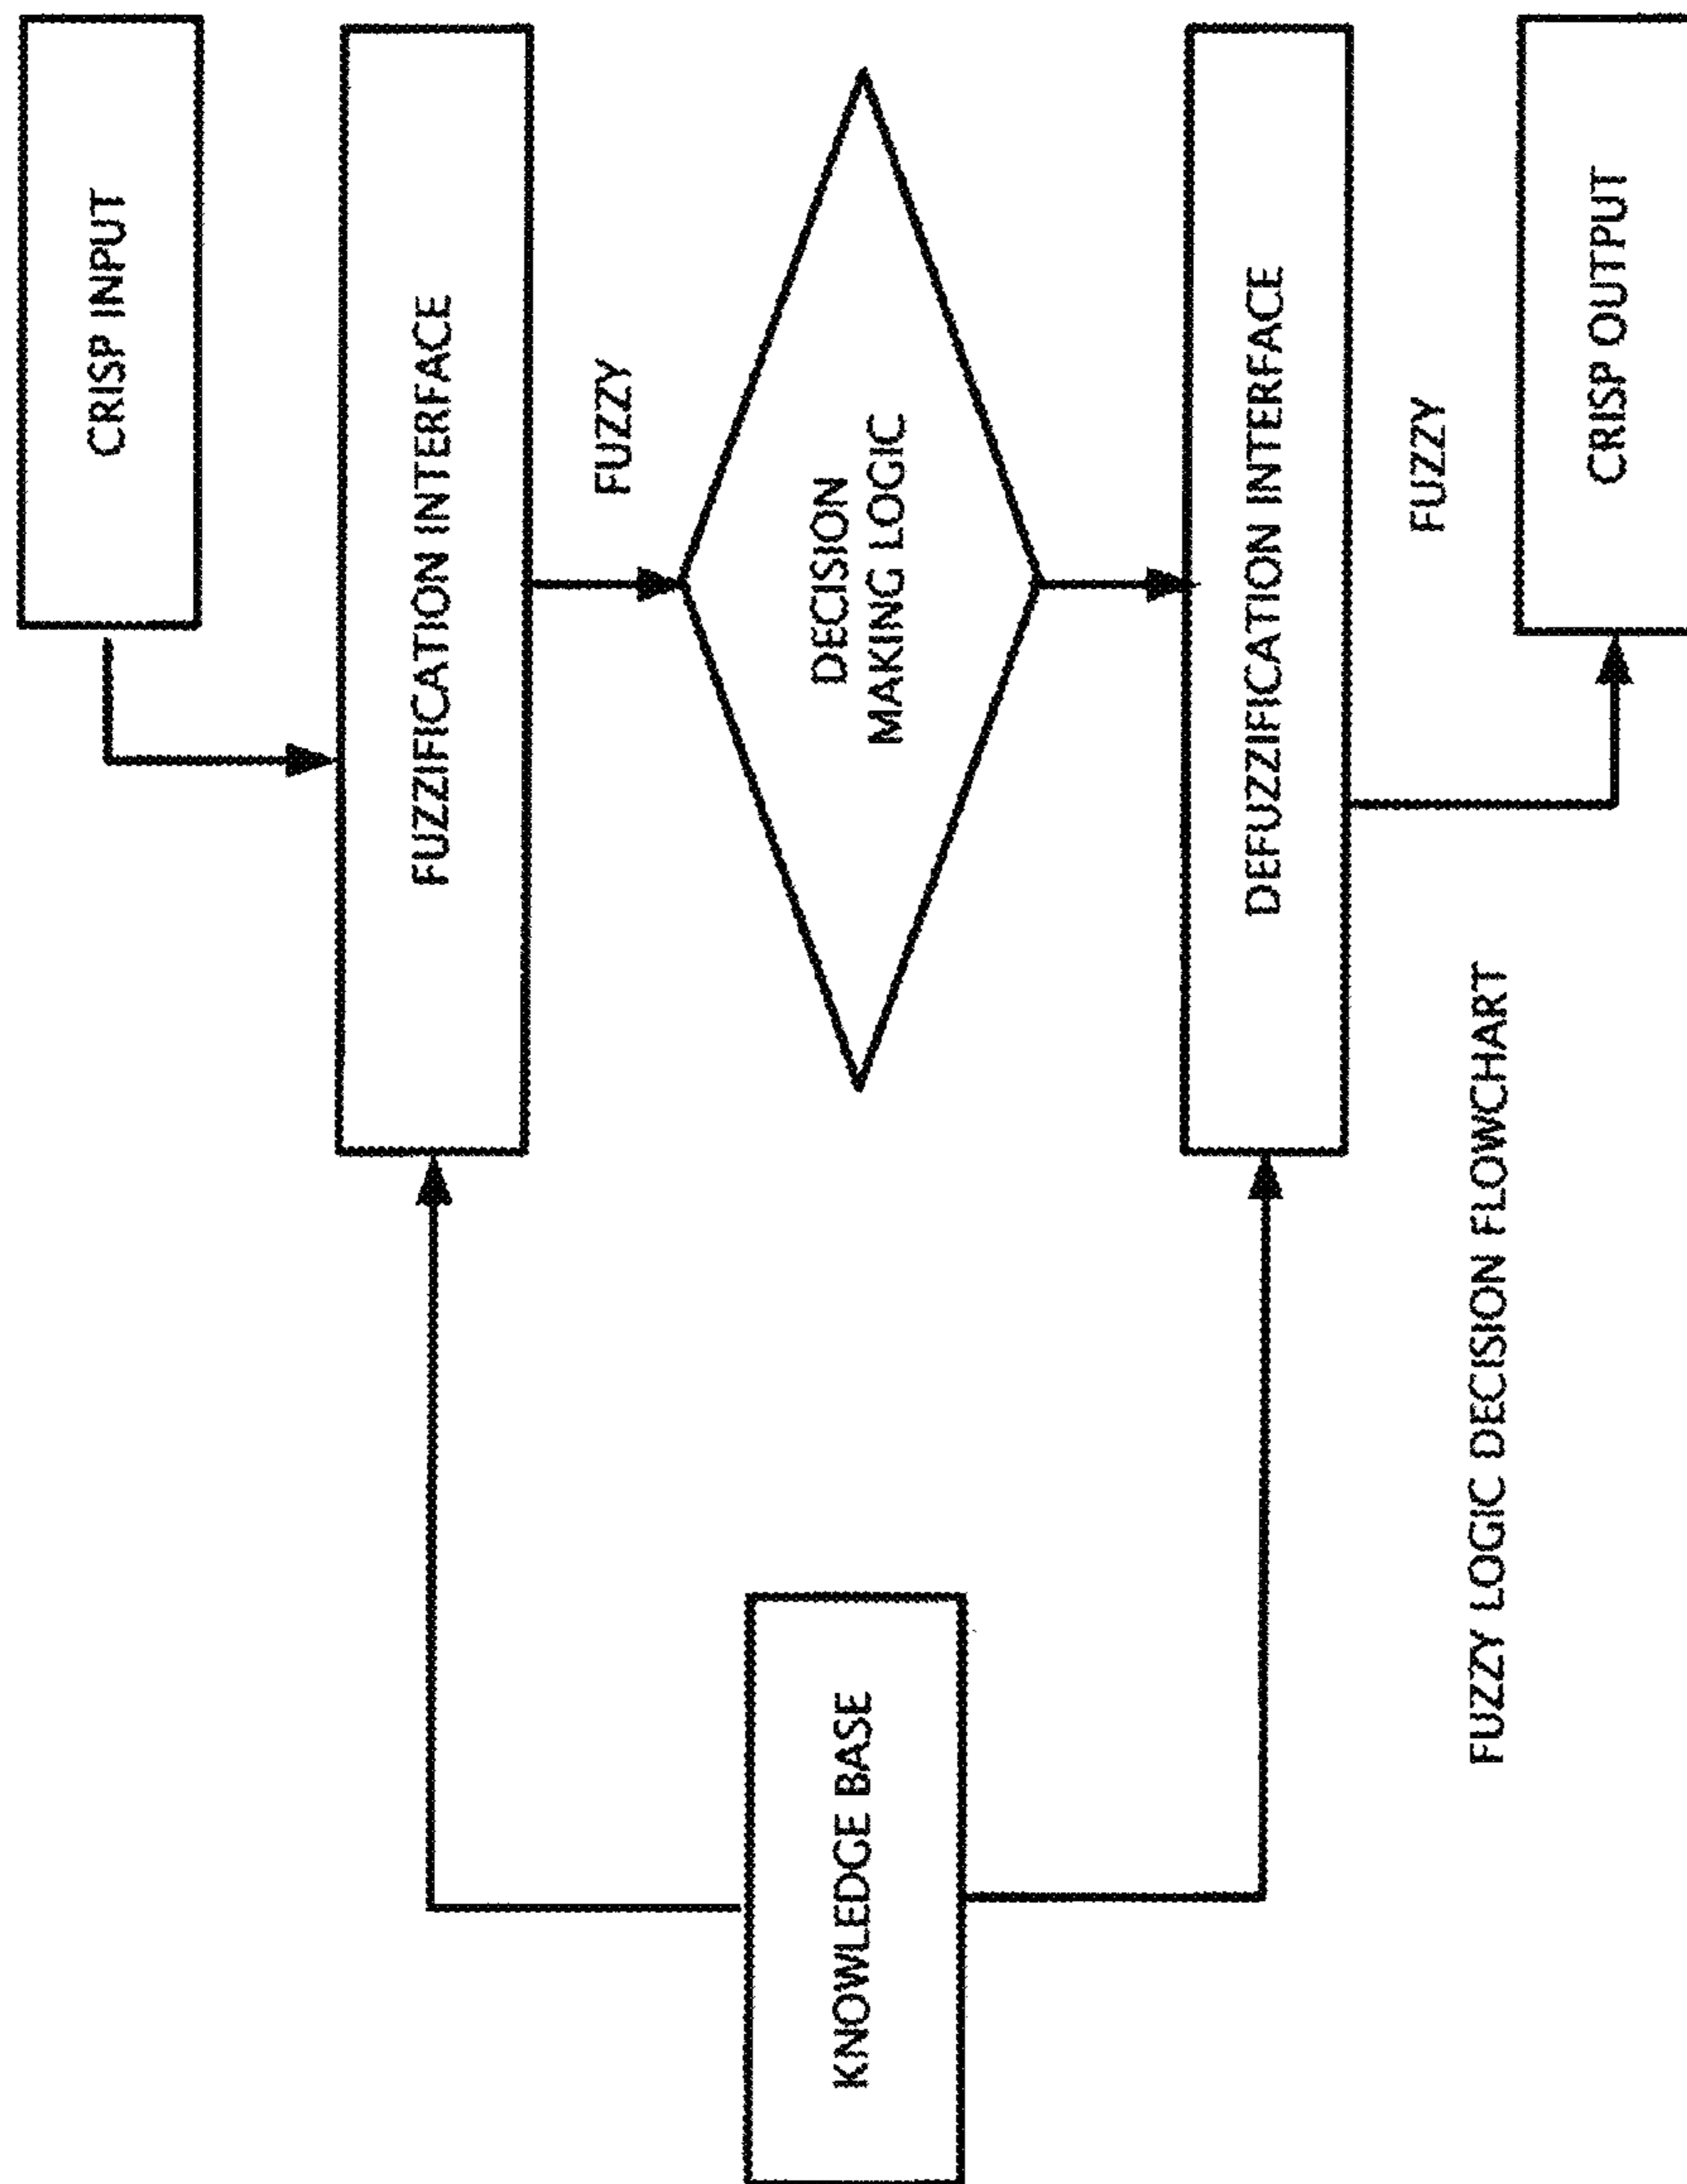 CRISP INPUT
FUZZIFICATION INTERFACE
FUZZY
DECISION
MAKING LOGIC
KNOWLEDGE BASE
DEFUZZIFICATION INTERFACE
FUZZY
CRISP OUTPUT
FUZZY LOGIC DECISION FLOWCHART